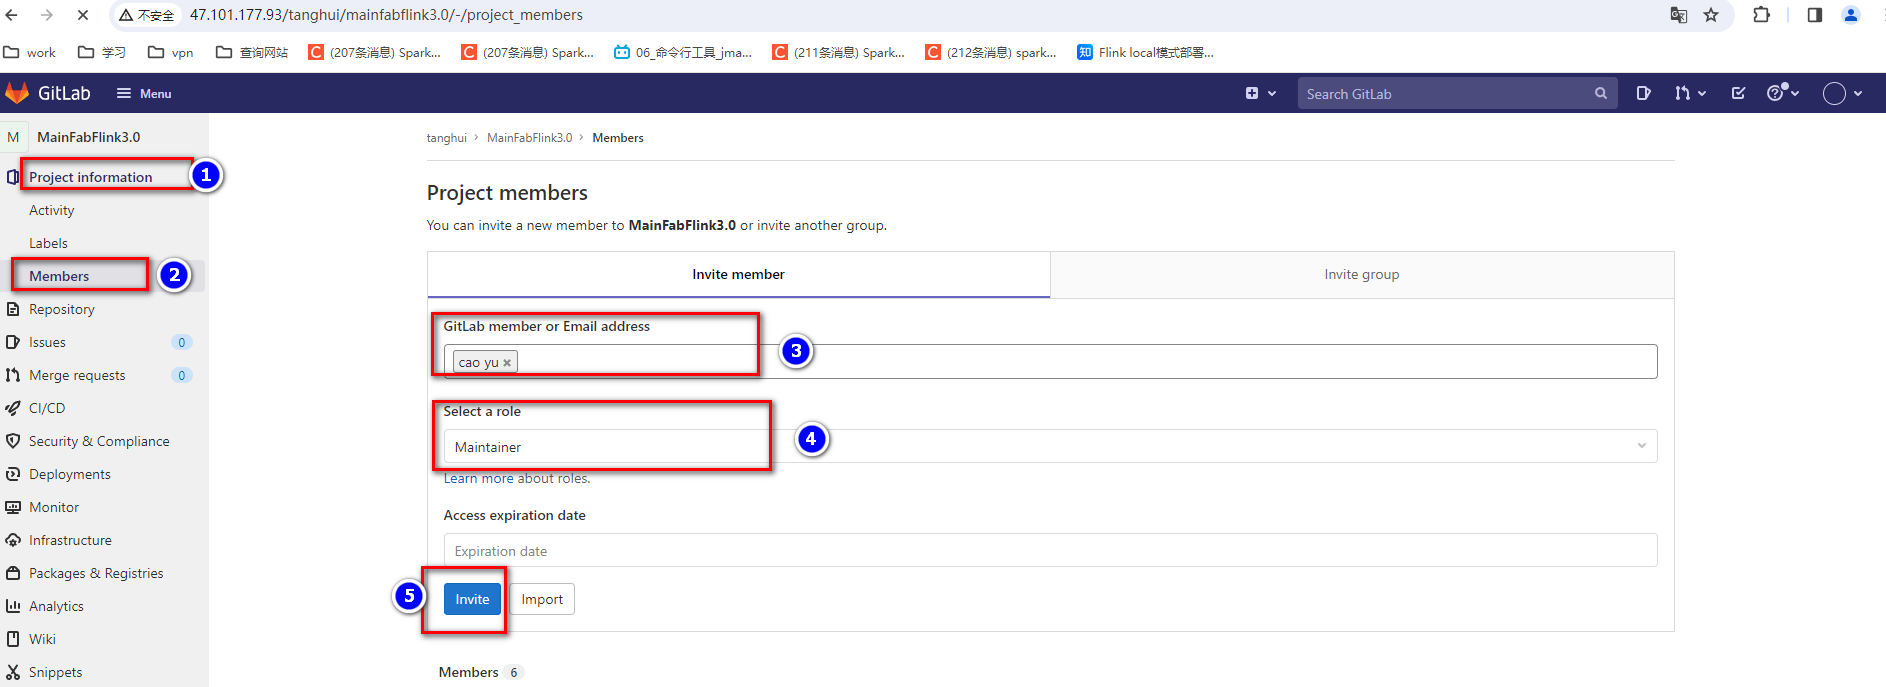 不安全 47.101.177.93/tanghui/mainfabflink3.0/-/project_members
work 学习 vpn 查询网站 (207条消息) Spark... (207条消息) Spark... 06_命令行工具_jma... (211条消息) Spark... (212条消息) spark... 知 Flink local模式部署...
GitLab Menu Search GitLab
M MainFabFlink3.0
Project information 1
Activity
Labels
Members 2
Repository
Issues 0
Merge requests 0
CI/CD
Security & Compliance
Deployments
Monitor
Infrastructure
Packages & Registries
Analytics
Wiki
Snippets
tanghui › MainFabFlink3.0 › Members
Project members
You can invite a new member to MainFabFlink3.0 or invite another group.
Invite member Invite group
GitLab member or Email address
cao yu × 3
Select a role
Maintainer 4
Learn more about roles.
Access expiration date
Expiration date
5 Invite Import
Members 6